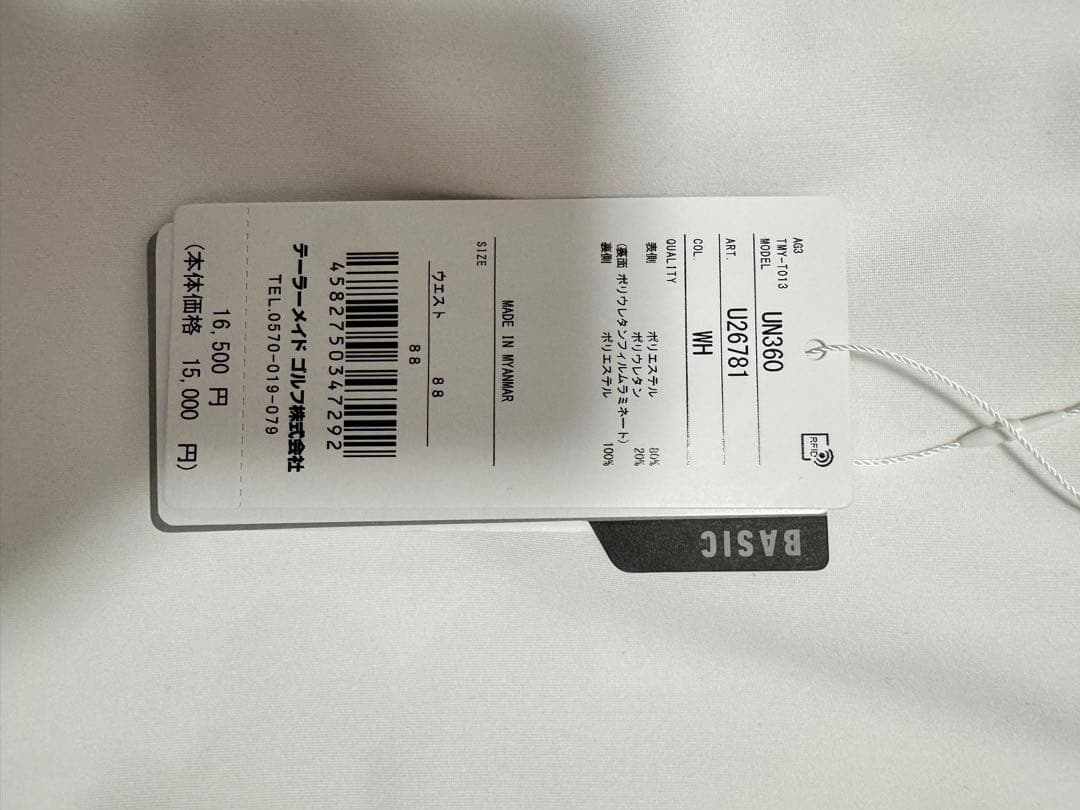 RFID
AG3
TMY-T013
MODEL UN360
ART. U26781
COL. WH
QUALITY
表側 ポリエステル 80%
ポリウレタン 20%
(裏面 ポリウレタンフィルムラミネート)
裏側 ポリエステル 100%
MADE IN MYANMAR
SIZE
ウエスト 88
88
4582750347292
テーラーメイド ゴルフ株式会社
TEL.0570-019-079
16,500 円
(本体価格 15,000 円)
BASIC